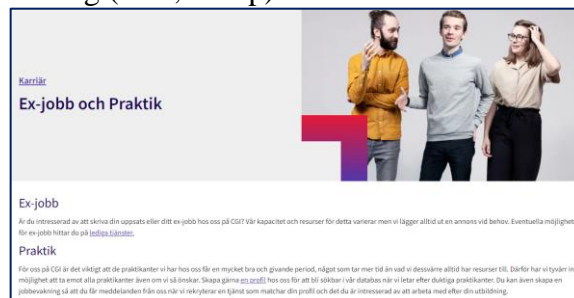 Karriär
Ex-jobb och Praktik
Ex-jobb
Är du intresserad av att skriva din uppsats eller ditt ex-jobb hos oss på CGI? Vår kapacitet och resurser för detta varierar men vi lägger alltid ut en annons vid behov. Eventuella möjlighete
för ex-jobb hittar du på lediga tjänster.
Praktik
För oss på CGI är det viktigt att de praktikanter vi har hos oss får en mycket bra och givande period, något som tar mer tid än vad vi dessvärre alltid har resurser till. Därför har vi tyvärr in
möjlighet att ta emot alla praktikanter även om vi så önskar. Skapa gärna en profil hos oss för att bli sökbar i vår databas när vi letar efter duktiga praktikanter. Du kan även skapa en
jobbevakning så att du får meddelanden från oss när vi rekryterar en tjänst som matchar din profil och det du är intresserad av att arbeta med efter din utbildning.